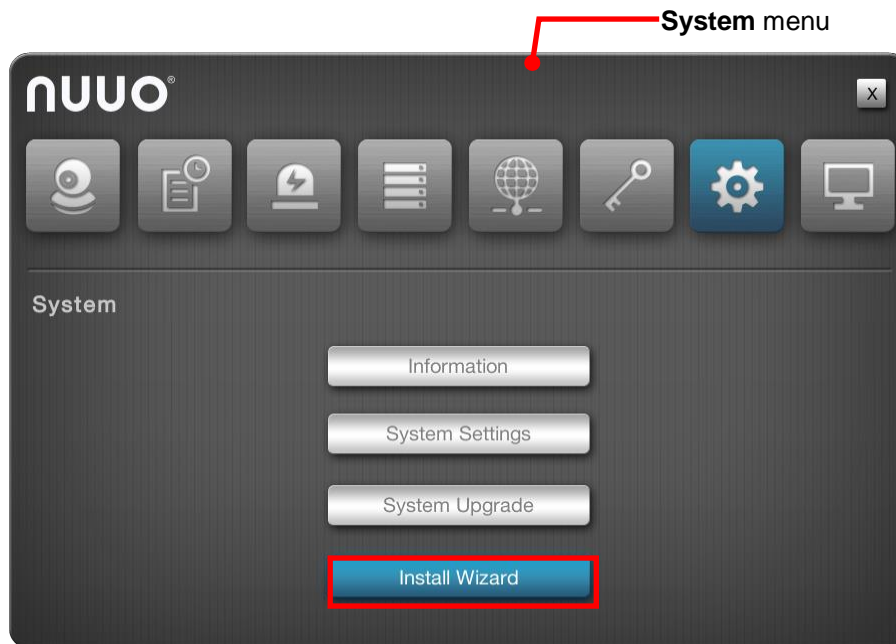 System menu
nuuo®
X
System
Information
System Settings
System Upgrade
Install Wizard